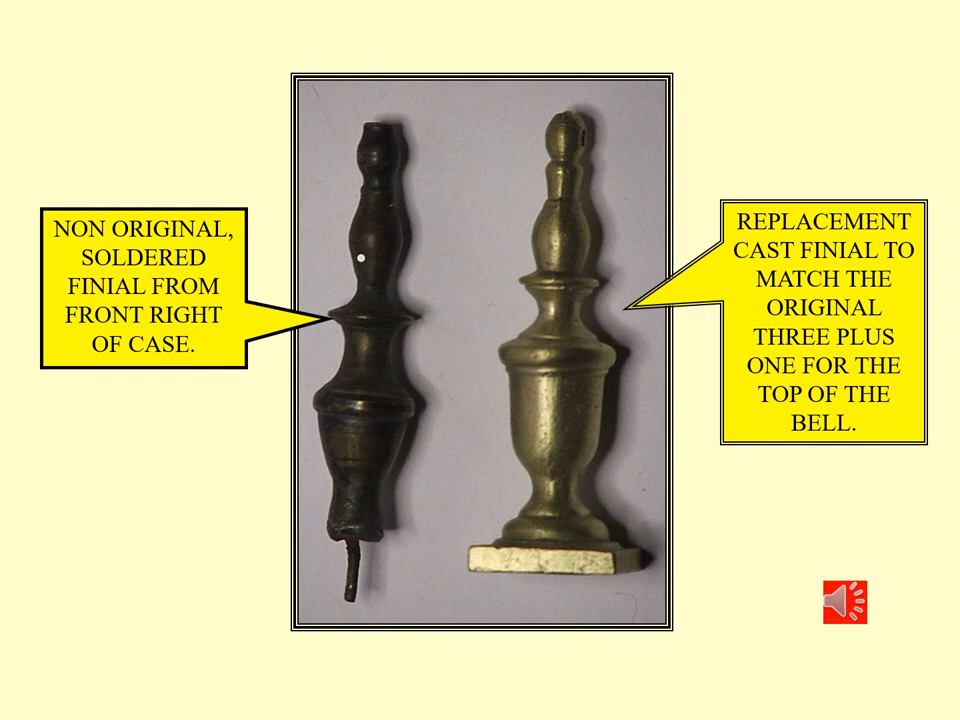 NON ORIGINAL,
SOLDERED
FINIAL FROM
FRONT RIGHT
OF CASE.
REPLACEMENT
CAST FINIAL TO
MATCH THE
ORIGINAL
THREE PLUS
ONE FOR THE
TOP OF THE
BELL.